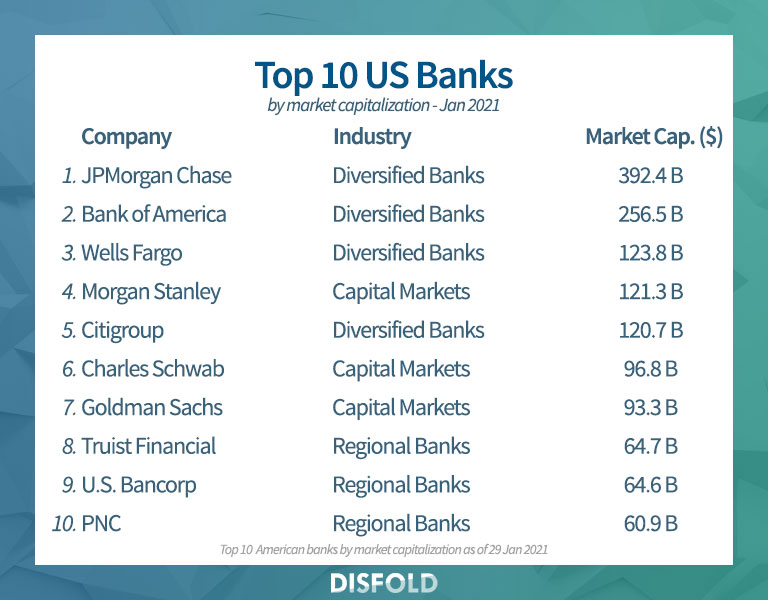 Top 10 US Banks
by market capitalization - Jan 2021
Company Industry Market Cap. ($)
1. JPMorgan Chase Diversified Banks 392.4 B
2. Bank of America Diversified Banks 256.5 B
3. Wells Fargo Diversified Banks 123.8 B
4. Morgan Stanley Capital Markets 121.3 B
5. Citigroup Diversified Banks 120.7 B
6. Charles Schwab Capital Markets 96.8 B
7. Goldman Sachs Capital Markets 93.3 B
8. Truist Financial Regional Banks 64.7 B
9. U.S. Bancorp Regional Banks 64.6 B
10. PNC Regional Banks 60.9 B
Top 10 American banks by market capitalization as of 29 Jan 2021
DISFOLD